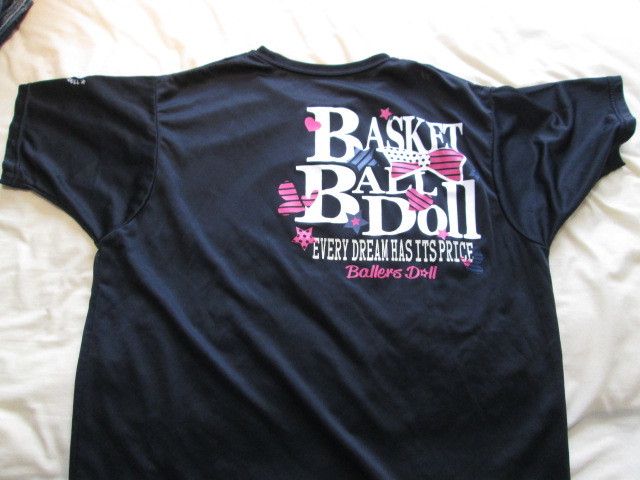 BASKET
BALL
DOll
EVERY DREAM HAS ITS PRICE
Ballers Doll